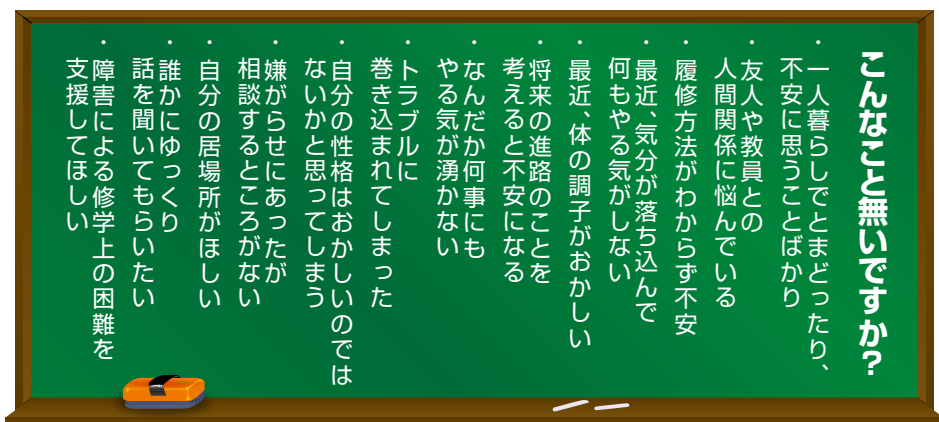 こんなこと無いですか？
・一人暮らしでとまどったり、
不安に思うことばかり
・友人や教員との
人間関係に悩んでいる
・履修方法がわからず不安
・最近、気分が落ち込んで
何もやる気がしない
・最近、体の調子がおかしい
・将来の進路のことを
考えると不安になる
・なんだか何事にも
やる気が湧かない
・トラブルに
巻き込まれてしまった
・自分の性格はおかしいのでは
ないかと思ってしまう
・嫌がらせにあったが
相談するところがない
・自分の居場所がほしい
・誰かにゆっくり
話を聞いてもらいたい
・障害による修学上の困難を
支援してほしい